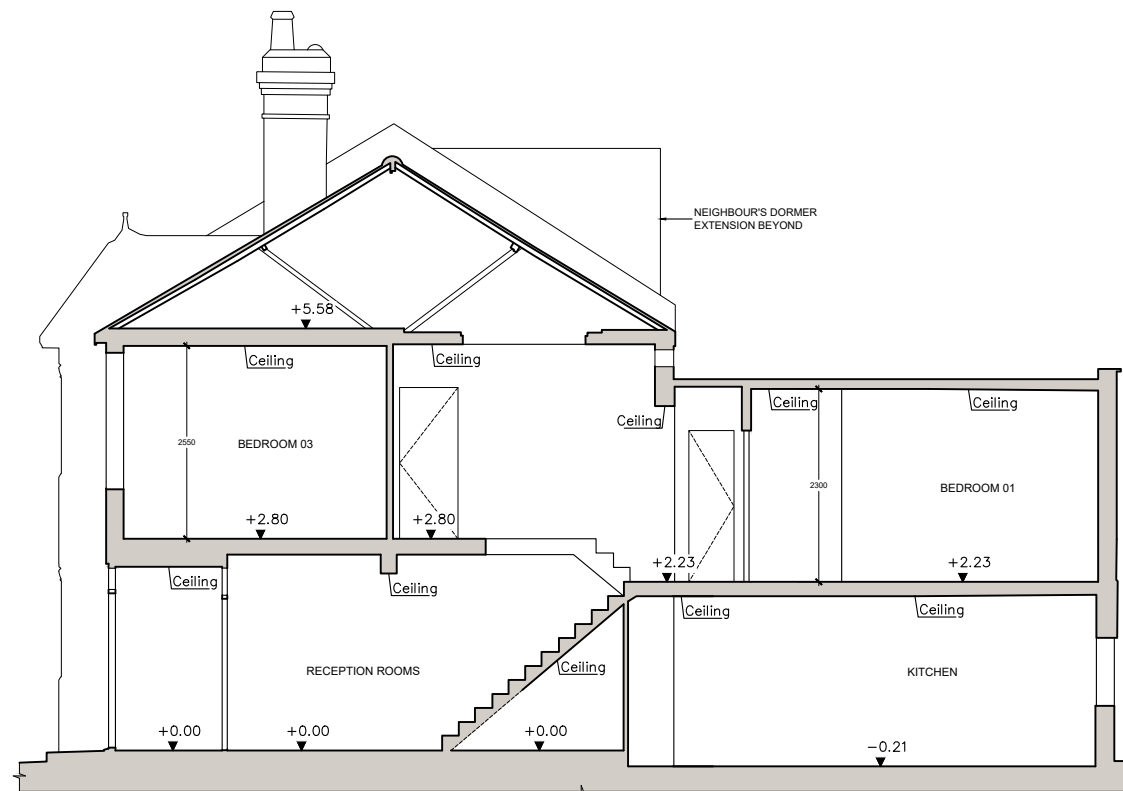 NEIGHBOUR'S DORMER
EXTENSION BEYOND
+5.58
Ceiling
Ceiling
Ceiling
Ceiling
Ceiling
2550
BEDROOM 03
2300
BEDROOM 01
+2.80
+2.80
+2.23
+2.23
Ceiling
Ceiling
Ceiling
Ceiling
Ceiling
RECEPTION ROOMS
KITCHEN
+0.00
+0.00
+0.00
-0.21